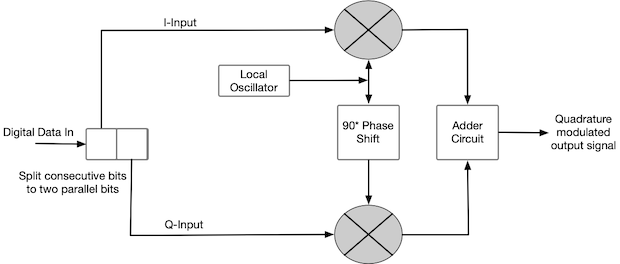 I-Input
Local
Oscillator
Digital Data In
90* Phase
Shift
Adder
Circuit
Quadrature
modulated
output signal
Split consecutive bits
to two parallel bits
Q-Input